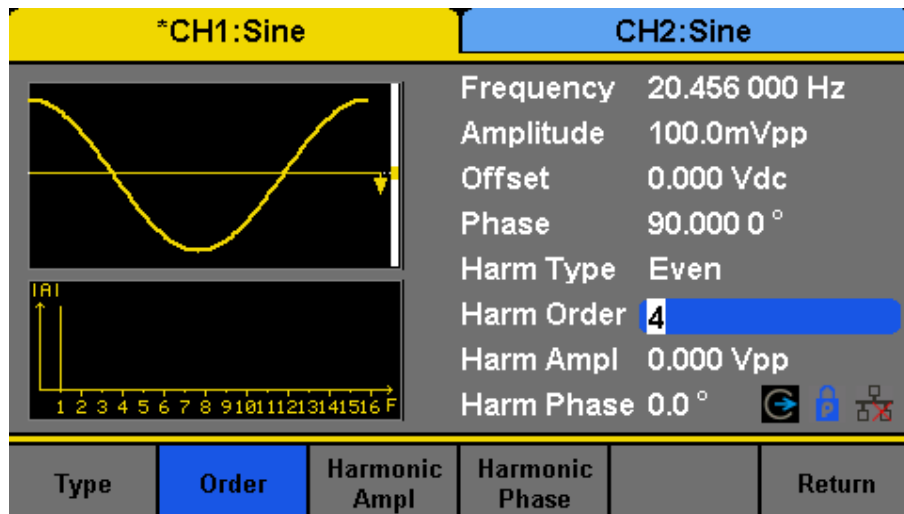 *CH1:Sine
CH2:Sine
Frequency 20.456 000 Hz
Amplitude 100.0mVpp
Offset 0.000 Vdc
Phase 90.000 0 °
Harm Type Even
Harm Order 4
Harm Ampl 0.000 Vpp
Harm Phase 0.0 °
|A|
1 2 3 4 5 6 7 8 9 10 11 12 13 14 15 16 F
P
Type
Order
Harmonic
Ampl
Harmonic
Phase
Return